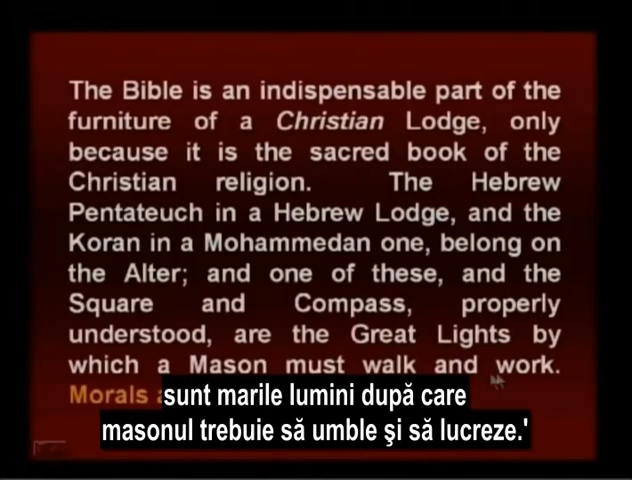 The Bible is an indispensable part of the
furniture of a Christian Lodge, only
because it is the sacred book of the
Christian religion. The Hebrew
Pentateuch in a Hebrew Lodge, and the
Koran in a Mohammedan one, belong on
the Alter; and one of these, and the
Square and Compass, properly
understood, are the Great Lights by
which a Mason must walk and work.
Morals
sunt marile lumini după care
masonul trebuie să umble şi să lucreze.'